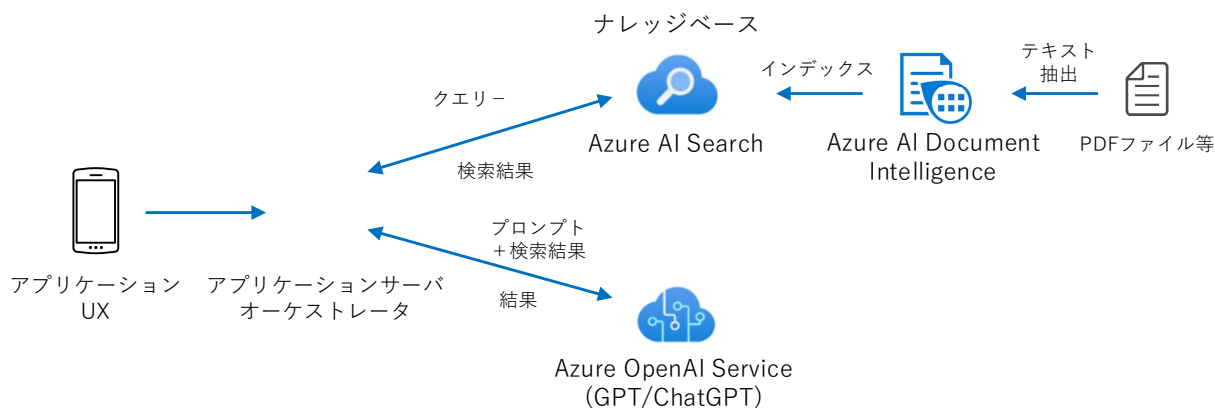 ナレッジベース
クエリー
検索結果
Azure AI Search
インデックス
テキスト
抽出
Azure AI Document
Intelligence
PDFファイル等
アプリケーション
UX
アプリケーションサーバ
オーケストレータ
プロンプト
＋検索結果
結果
Azure OpenAI Service
(GPT/ChatGPT)